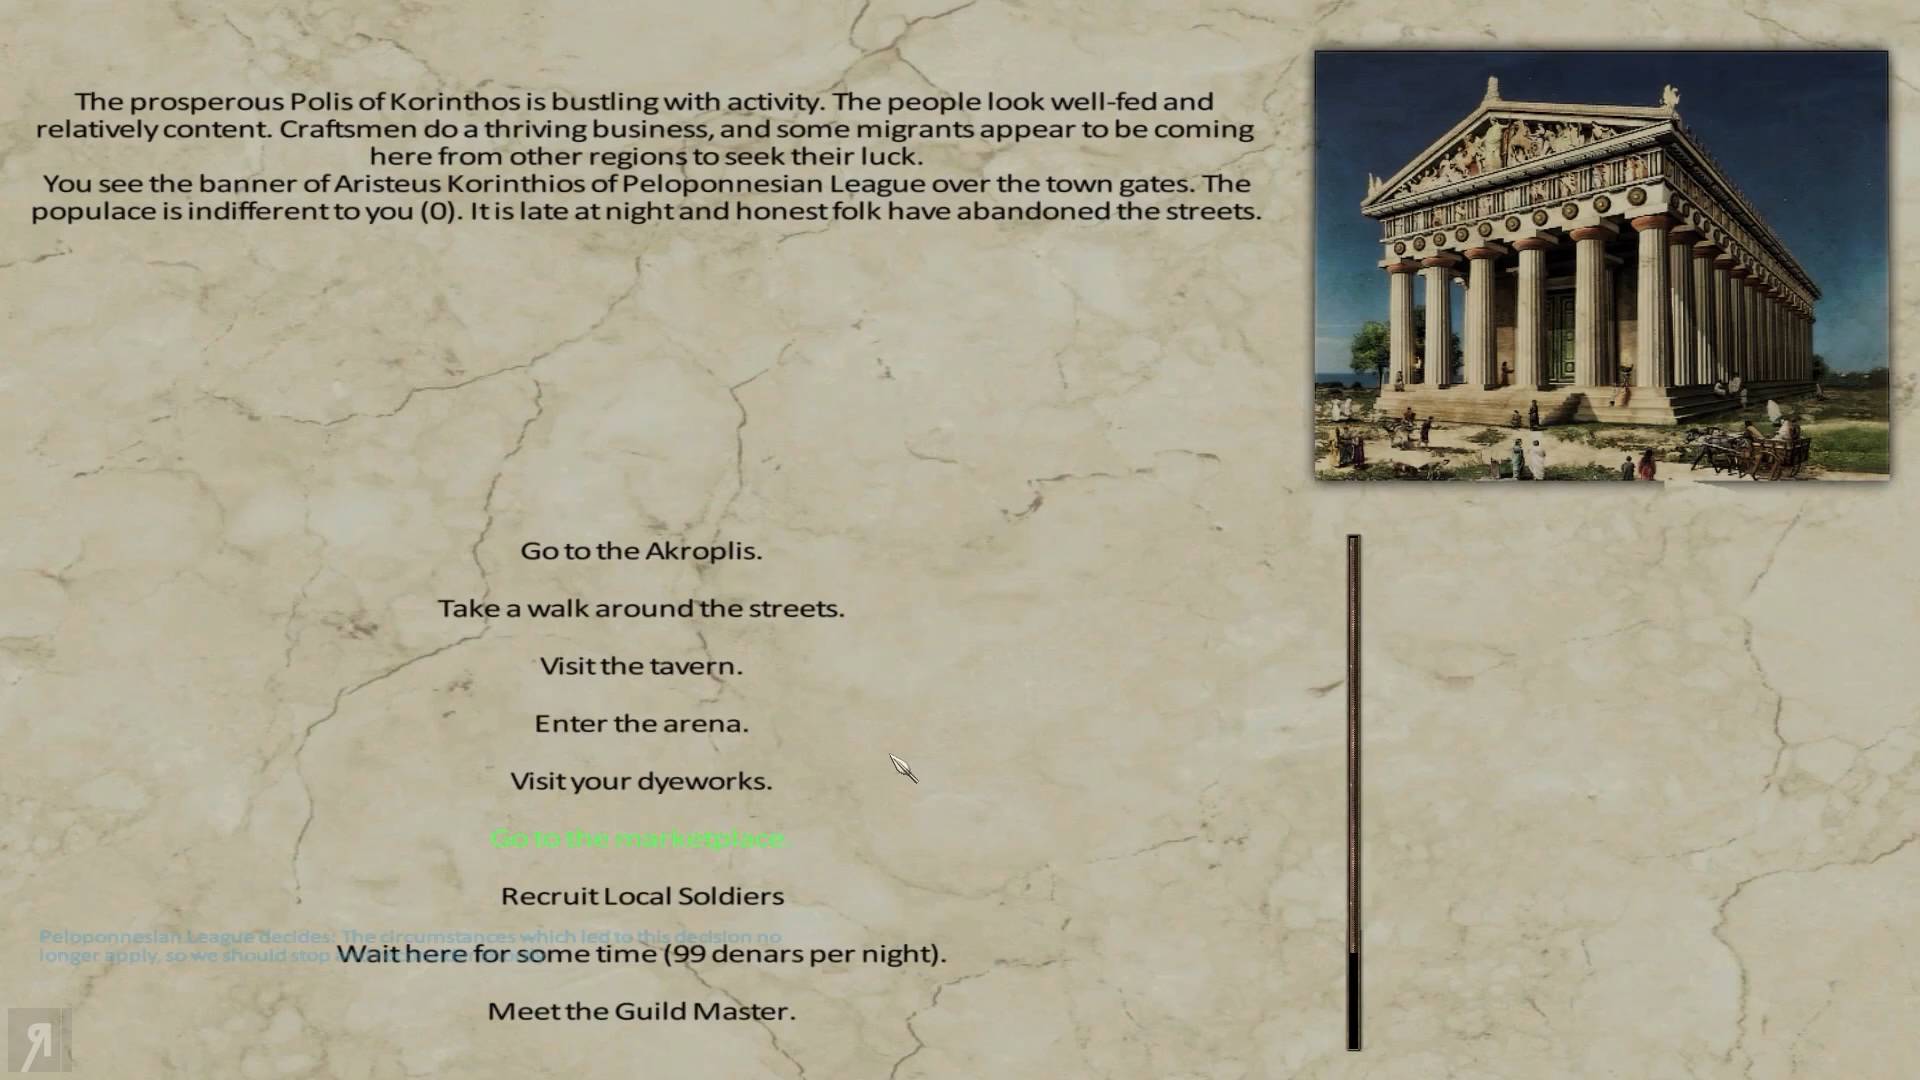 The prosperous Polis of Korinthos is bustling with activity. The people look well-fed and
relatively content. Craftsmen do a thriving business, and some migrants appear to be coming
here from other regions to seek their luck.
You see the banner of Aristeus Korinthios of Peloponnesian League over the town gates. The
populace is indifferent to you (0). It is late at night and honest folk have abandoned the streets.
Go to the Akroplis.
Take a walk around the streets.
Visit the tavern.
Enter the arena.
Visit your dyeworks.
Go to the marketplace.
Recruit Local Soldiers
Peloponnesian League decides: The circumstances which led to this decision no
longer apply, so we should stop
Wait here for some time (99 denars per night).
Meet the Guild Master.